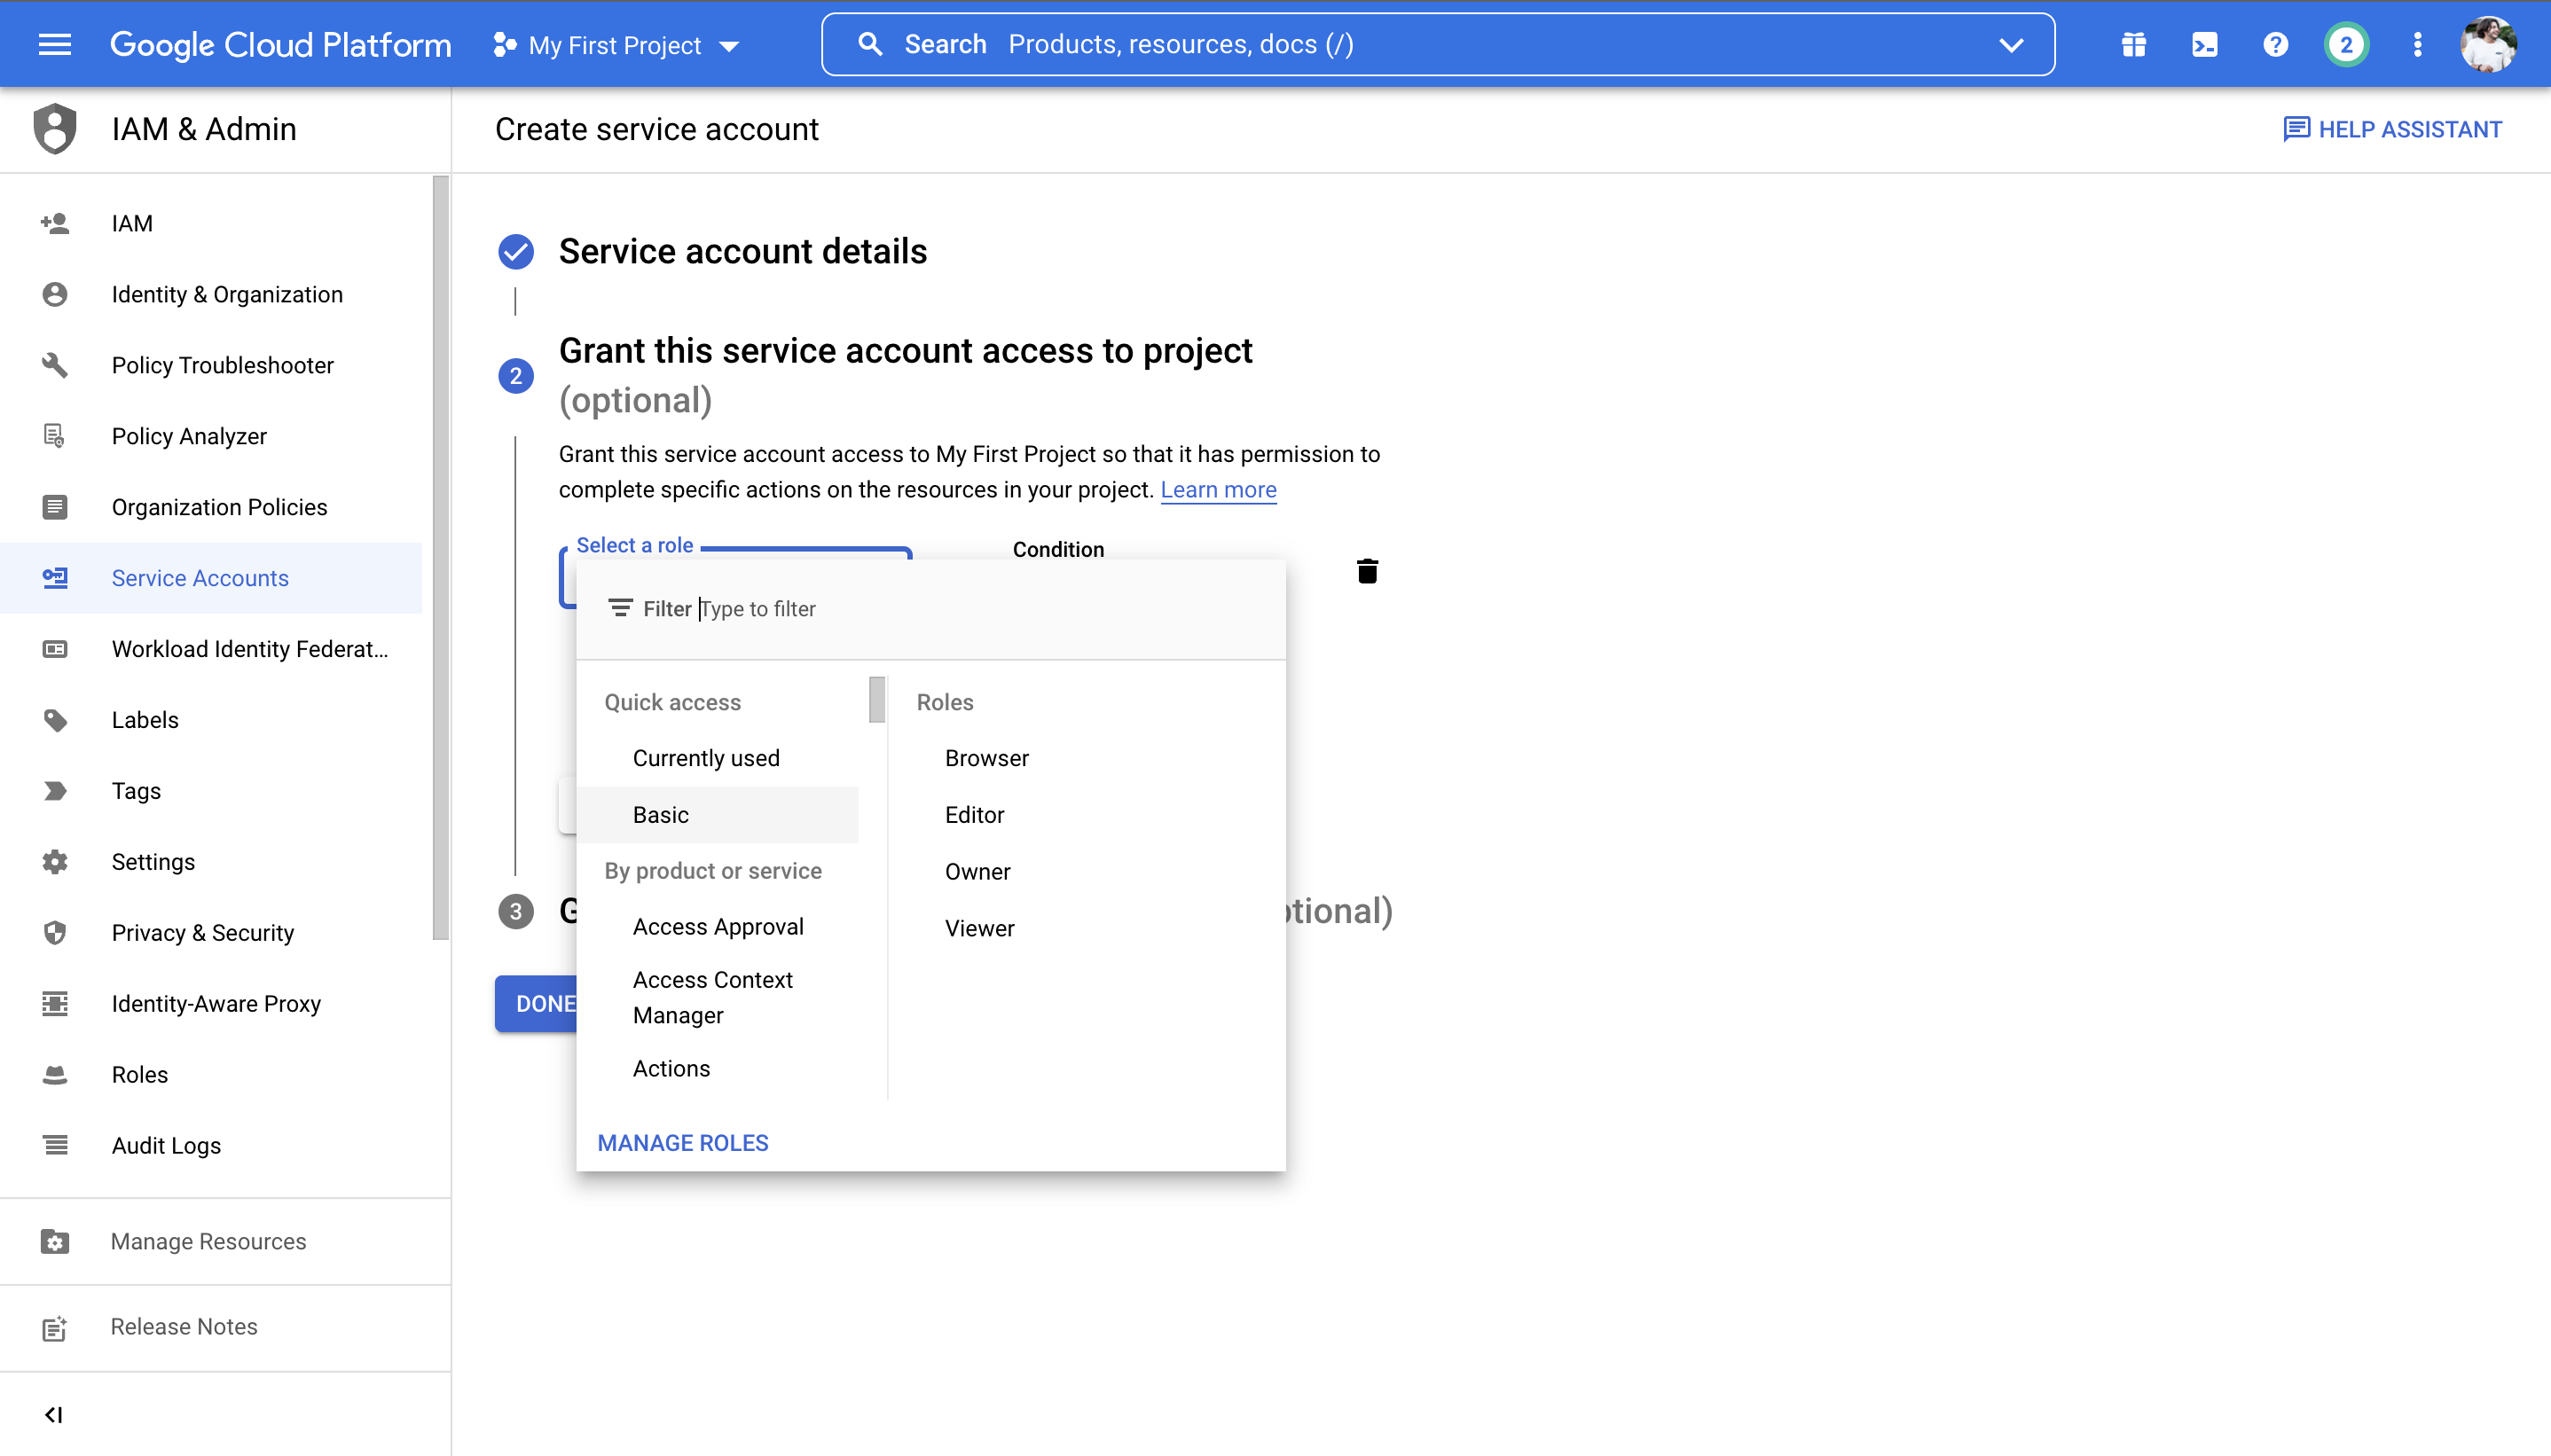 Google Cloud Platform
My First Project
Search Products, resources, docs (/)
2
IAM & Admin
Create service account
HELP ASSISTANT
IAM
Identity & Organization
Policy Troubleshooter
Policy Analyzer
Organization Policies
Service Accounts
Workload Identity Federat...
Labels
Tags
Settings
Privacy & Security
Identity-Aware Proxy
Roles
Audit Logs
Manage Resources
Release Notes
Service account details
2
Grant this service account access to project
(optional)
Grant this service account access to My First Project so that it has permission to
complete specific actions on the resources in your project. Learn more
Select a role
Condition
Filter Type to filter
Quick access
Currently used
Basic
By product or service
Access Approval
Access Context
Manager
Actions
Roles
Browser
Editor
Owner
Viewer
MANAGE ROLES
3
DONE